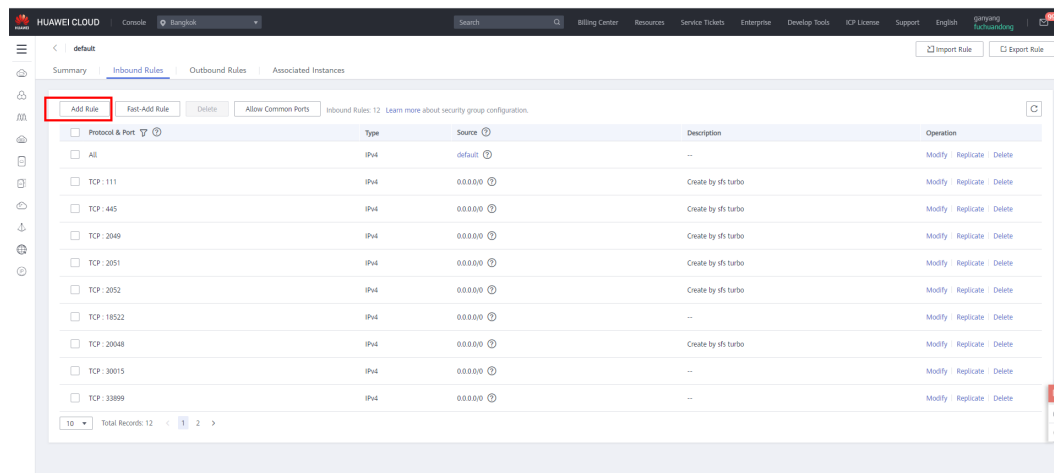 HUAWEI HUAWEI CLOUD Console Bangkok Search Billing Center Resources Service Tickets Enterprise Develop Tools ICP License Support English ganyang
fuchuandong
< default Import Rule Export Rule
Summary Inbound Rules Outbound Rules Associated Instances
Add Rule Fast-Add Rule Delete Allow Common Ports Inbound Rules: 12 Learn more about security group configuration.
Protocol & Port Type Source Description Operation
All IPv4 default -- Modify Replicate Delete
TCP : 111 IPv4 0.0.0.0/0 Create by sfs turbo Modify Replicate Delete
TCP : 445 IPv4 0.0.0.0/0 Create by sfs turbo Modify Replicate Delete
TCP : 2049 IPv4 0.0.0.0/0 Create by sfs turbo Modify Replicate Delete
TCP : 2051 IPv4 0.0.0.0/0 Create by sfs turbo Modify Replicate Delete
TCP : 2052 IPv4 0.0.0.0/0 Create by sfs turbo Modify Replicate Delete
TCP : 18522 IPv4 0.0.0.0/0 -- Modify Replicate Delete
TCP : 20048 IPv4 0.0.0.0/0 Create by sfs turbo Modify Replicate Delete
TCP : 30015 IPv4 0.0.0.0/0 -- Modify Replicate Delete
TCP : 33899 IPv4 0.0.0.0/0 -- Modify Replicate Delete
10 Total Records: 12 < 1 2 >